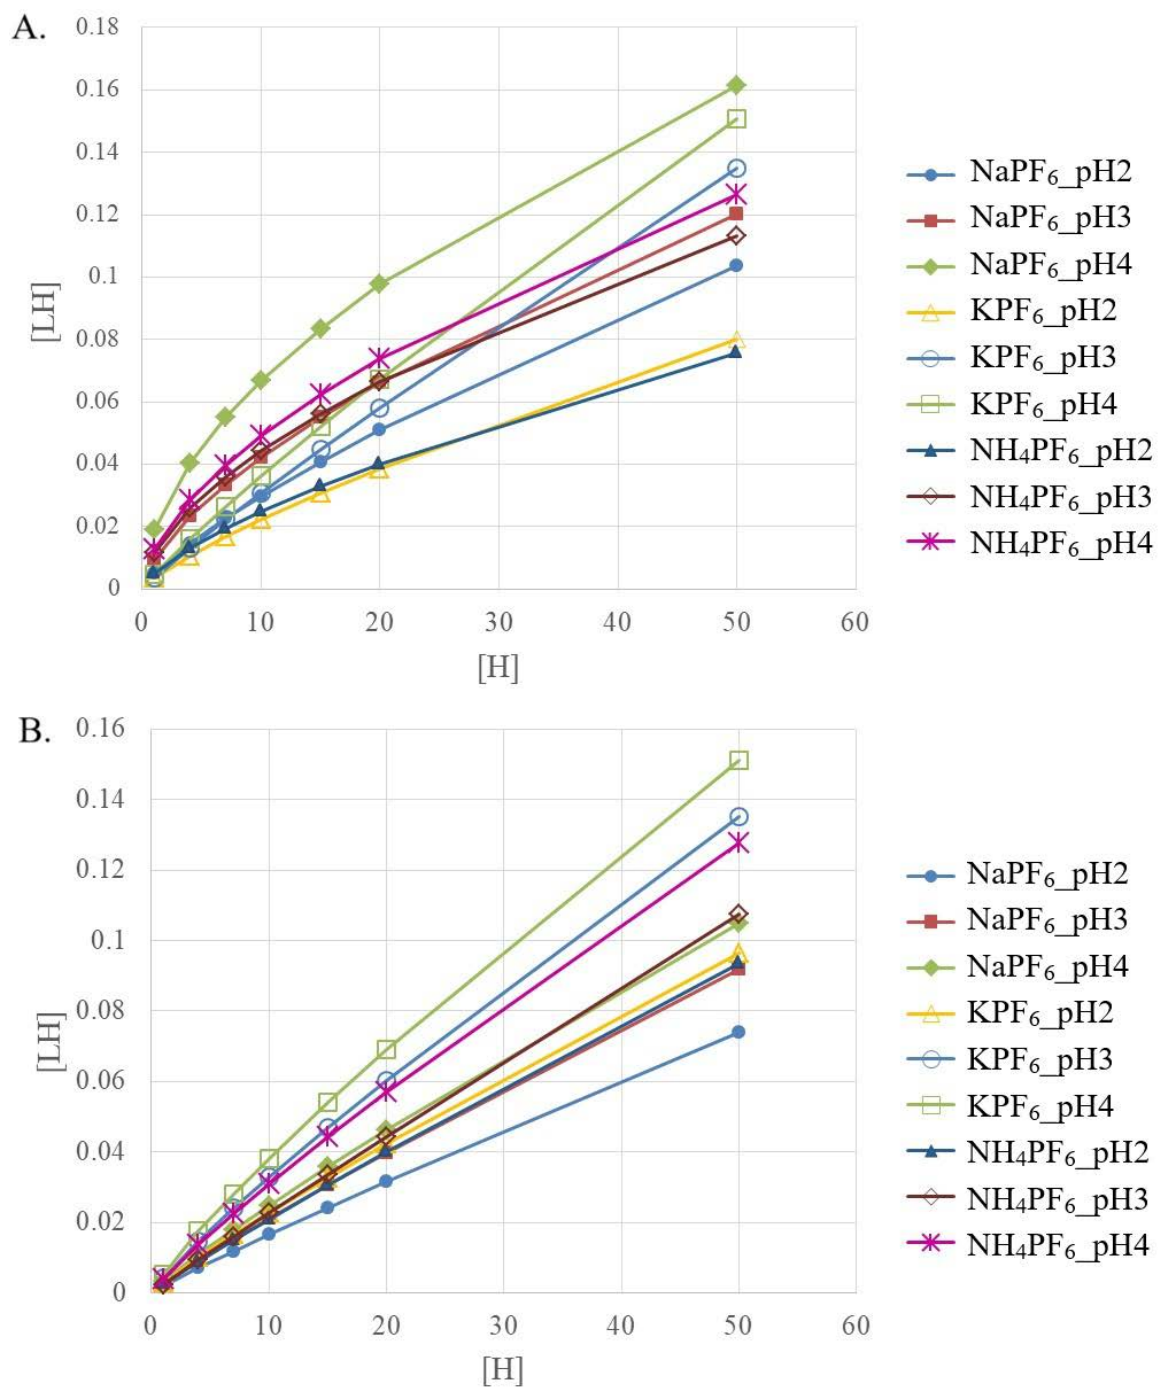 A.
0.18
0.16
0.14
0.12
0.1
0.08
0.06
0.04
0.02
0
[LH]
0 10 20 30 40 50 60
[H]
NaPF₆_pH2
NaPF₆_pH3
NaPF₆_pH4
KPF₆_pH2
KPF₆_pH3
KPF₆_pH4
NH₄PF₆_pH2
NH₄PF₆_pH3
NH₄PF₆_pH4
B.
0.16
0.14
0.12
0.1
0.08
0.06
0.04
0.02
0
[LH]
0 10 20 30 40 50 60
[H]
NaPF₆_pH2
NaPF₆_pH3
NaPF₆_pH4
KPF₆_pH2
KPF₆_pH3
KPF₆_pH4
NH₄PF₆_pH2
NH₄PF₆_pH3
NH₄PF₆_pH4